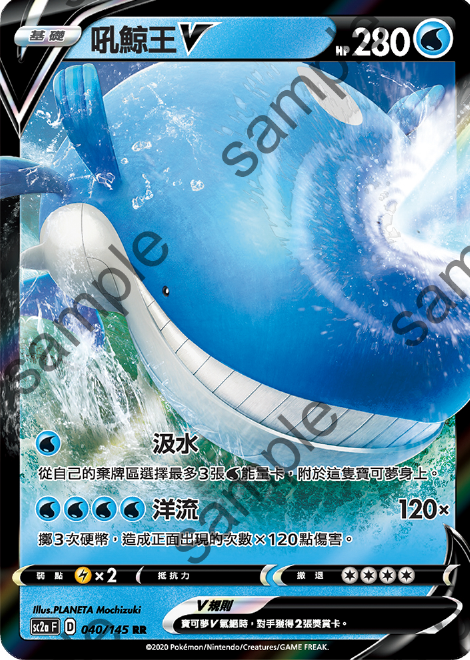 基礎 吼鯨王V HP 280
sample
sample
sample
sample
sample
汲水
從自己的棄牌區選擇最多3張能量卡，附於這隻寶可夢身上。
洋流 120×
擲3次硬幣，造成正面出現的次數×120點傷害。
弱點 ×2 抵抗力 撤退
Illus.PLANETA Mochizuki
sc2a F D 040/145 RR
V規則
寶可夢V氣絕時，對手獲得2張獎賞卡。
©2020 Pokémon/Nintendo/Creatures/GAME FREAK.